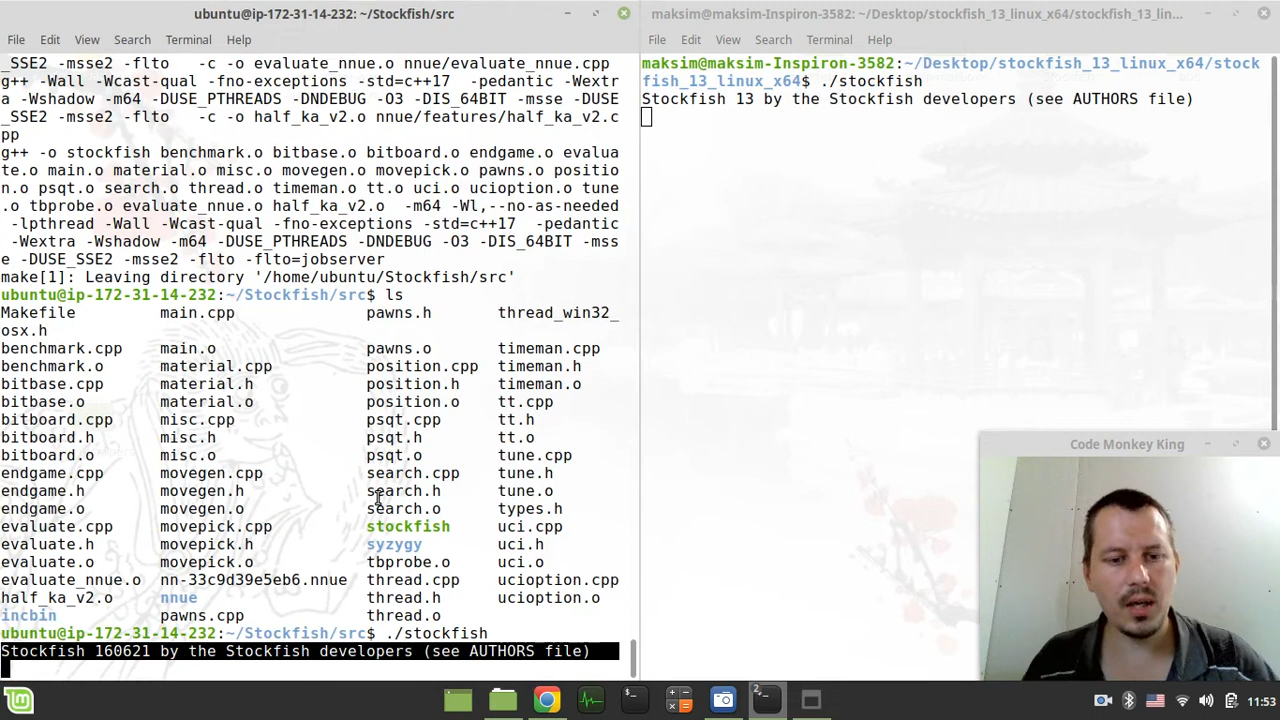 ubuntu@ip-172-31-14-232: ~/Stockfish/src
File Edit View Search Terminal Help
_SSE2 -msse2 -flto   -c -o evaluate_nnue.o nnue/evaluate_nnue.cpp
g++ -Wall -Wcast-qual -fno-exceptions -std=c++17  -pedantic -Wextr
a -Wshadow -m64 -DUSE_PTHREADS -DNDEBUG -O3 -DIS_64BIT -msse -DUSE
_SSE2 -msse2 -flto   -c -o half_ka_v2.o nnue/features/half_ka_v2.c
pp
g++ -o stockfish benchmark.o bitbase.o bitboard.o endgame.o evalua
te.o main.o material.o misc.o movegen.o movepick.o pawns.o positio
n.o psqt.o search.o thread.o timeman.o tt.o uci.o ucioption.o tune
.o tbprobe.o evaluate_nnue.o half_ka_v2.o  -m64 -Wl,--no-as-needed
 -lpthread -Wall -Wcast-qual -fno-exceptions -std=c++17  -pedantic
 -Wextra -Wshadow -m64 -DUSE_PTHREADS -DNDEBUG -O3 -DIS_64BIT -mss
e -DUSE_SSE2 -msse2 -flto -flto=jobserver
make[1]: Leaving directory '/home/ubuntu/Stockfish/src'
ubuntu@ip-172-31-14-232:~/Stockfish/src$ ls
Makefile main.cpp pawns.h thread_win32_
osx.h
benchmark.cpp main.o pawns.o timeman.cpp
benchmark.o material.cpp position.cpp timeman.h
bitbase.cpp material.h position.h timeman.o
bitbase.o material.o position.o tt.cpp
bitboard.cpp misc.cpp psqt.cpp tt.h
bitboard.h misc.h psqt.h tt.o
bitboard.o misc.o psqt.o tune.cpp
endgame.cpp movegen.cpp search.cpp tune.h
endgame.h movegen.h search.h tune.o
endgame.o movegen.o search.o types.h
evaluate.cpp movepick.cpp stockfish uci.cpp
evaluate.h movepick.h syzygy uci.h
evaluate.o movepick.o tbprobe.o uci.o
evaluate_nnue.o nn-33c9d39e5eb6.nnue thread.cpp ucioption.cpp
half_ka_v2.o nnue thread.h ucioption.o
incbin pawns.cpp thread.o
ubuntu@ip-172-31-14-232:~/Stockfish/src$ ./stockfish
Stockfish 160621 by the Stockfish developers (see AUTHORS file)
maksim@maksim-Inspiron-3582: ~/Desktop/stockfish_13_linux_x64/stockfish_13_lin...
File Edit View Search Terminal Help
maksim@maksim-Inspiron-3582:~/Desktop/stockfish_13_linux_x64/stock
fish_13_linux_x64$ ./stockfish
Stockfish 13 by the Stockfish developers (see AUTHORS file)
Code Monkey King
11:53